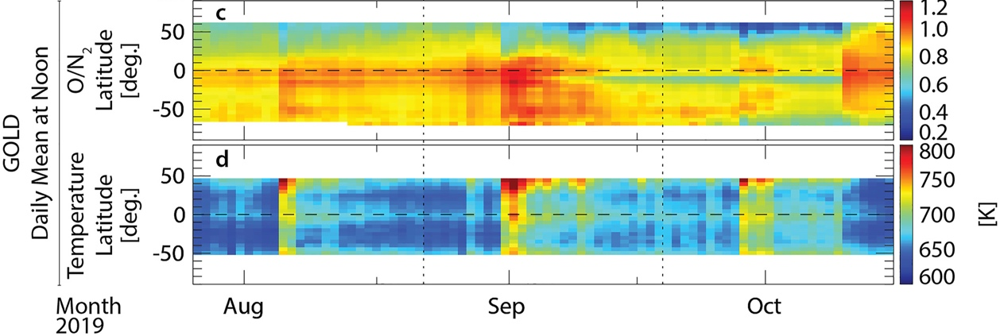 GOLD
Daily Mean at Noon
O/N2
Latitude
[deg.]
c
50
0
-50
1.2
1.0
0.8
0.6
0.4
0.2
Temperature
Latitude
[deg.]
d
50
0
-50
800
750
700
650
600
[K]
Month
2019
Aug
Sep
Oct